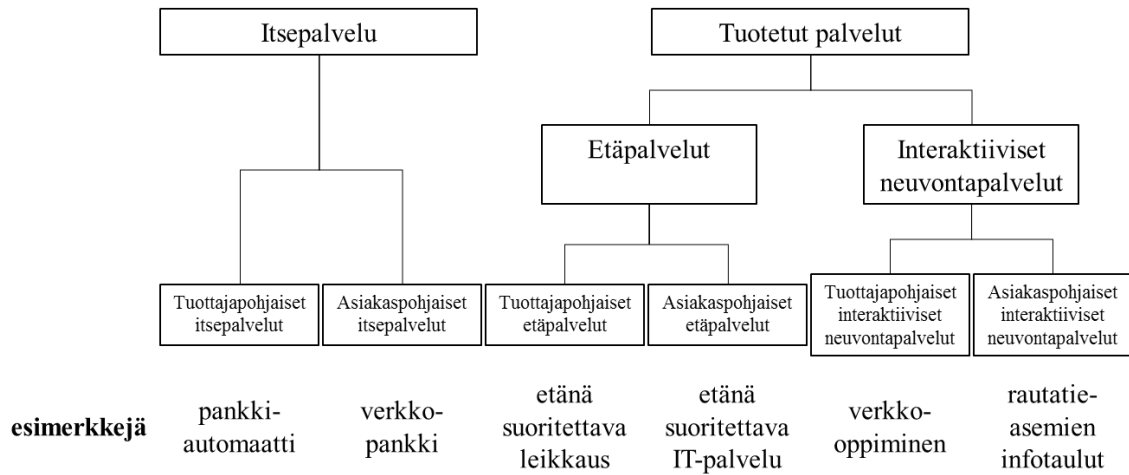 Itsepalvelu
Tuotetut palvelut
Etäpalvelut
Interaktiiviset
neuvontapalvelut
Tuottajapohjaiset
itsepalvelut
Asiakaspohjaiset
itsepalvelut
Tuottajapohjaiset
etäpalvelut
Asiakaspohjaiset
etäpalvelut
Tuottajapohjaiset
interaktiiviset
neuvontapalvelut
Asiakaspohjaiset
interaktiiviset
neuvontapalvelut
esimerkkejä
pankki-
automaatti
verkko-
pankki
etänä
suoritettava
leikkaus
etänä
suoritettava
IT-palvelu
verkko-
oppiminen
rautatie-
asemien
infotaulut